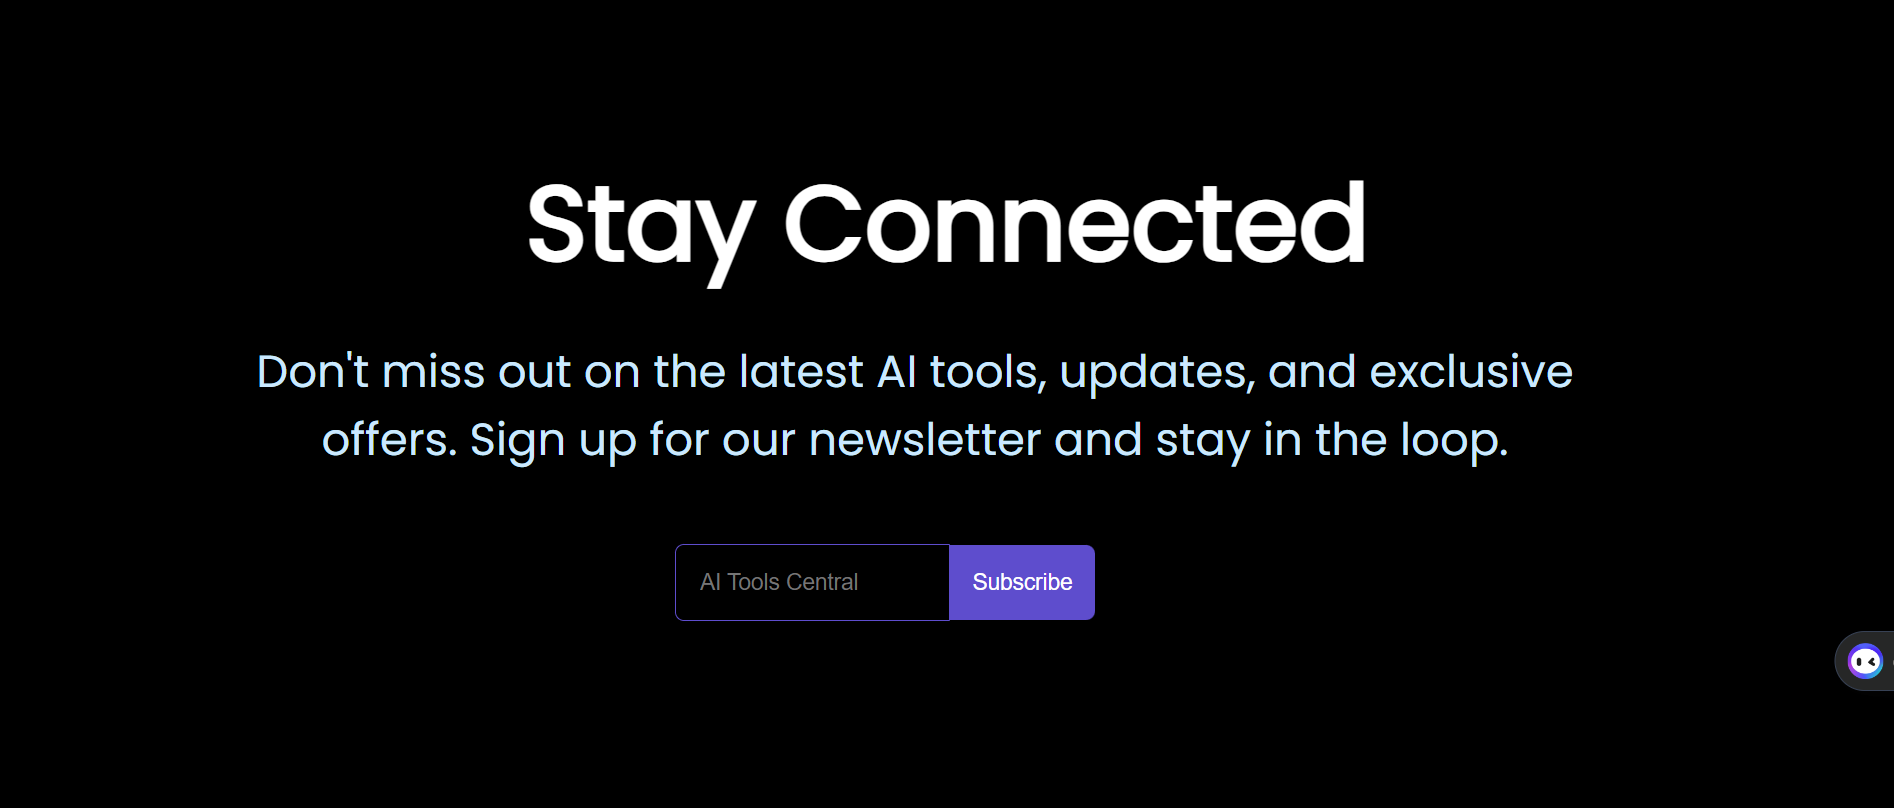 Stay Connected
Don't miss out on the latest AI tools, updates, and exclusive
offers. Sign up for our newsletter and stay in the loop.
AI Tools Central
Subscribe